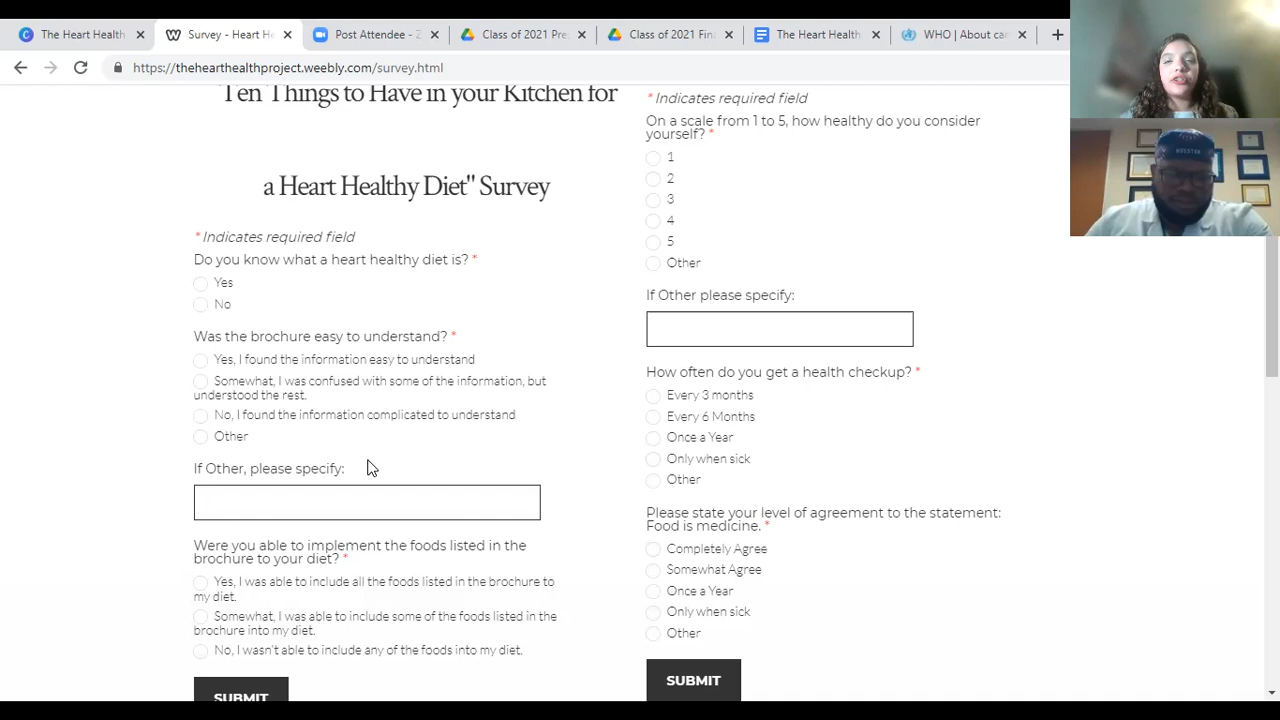 The Heart Health
Survey - Heart He
Post Attendee - Z
Class of 2021 Pre
Class of 2021 Fin
The Heart Health
WHO | About car
https://thehearthealthproject.weebly.com/survey.html
"Ten Things to Have in your Kitchen for
a Heart Healthy Diet" Survey
* Indicates required field
Do you know what a heart healthy diet is? *
Yes
No
Was the brochure easy to understand? *
Yes, I found the information easy to understand
Somewhat, I was confused with some of the information, but
understood the rest.
No, I found the information complicated to understand
Other
If Other, please specify:
Were you able to implement the foods listed in the
brochure to your diet? *
Yes, I was able to include all the foods listed in the brochure to
my diet.
Somewhat, I was able to include some of the foods listed in the
brochure into my diet.
No, I wasn't able to include any of the foods into my diet.
SUBMIT
* Indicates required field
On a scale from 1 to 5, how healthy do you consider
yourself? *
1
2
3
4
5
Other
If Other please specify:
How often do you get a health checkup? *
Every 3 months
Every 6 Months
Once a Year
Only when sick
Other
Please state your level of agreement to the statement:
Food is medicine. *
Completely Agree
Somewhat Agree
Once a Year
Only when sick
Other
SUBMIT
HOUSTON